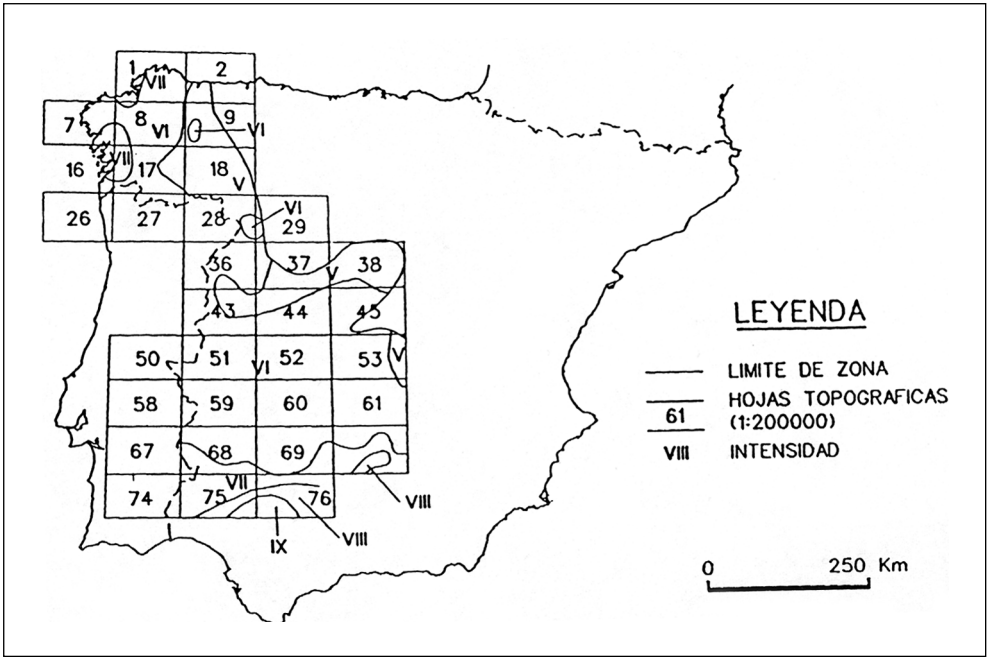 1 2
VII
7 8 9
VI VI
16 VII 17 18
V
26 27 28 VI 29
36 37 38
V
43 44 45
50 51 52 53
VI V
58 59 60 61
67 68 69
VII
74 75 76
VIII
IX VIII
LEYENDA
LIMITE DE ZONA
HOJAS TOPOGRAFICAS
61 (1:200000)
VIII INTENSIDAD
0 250 Km